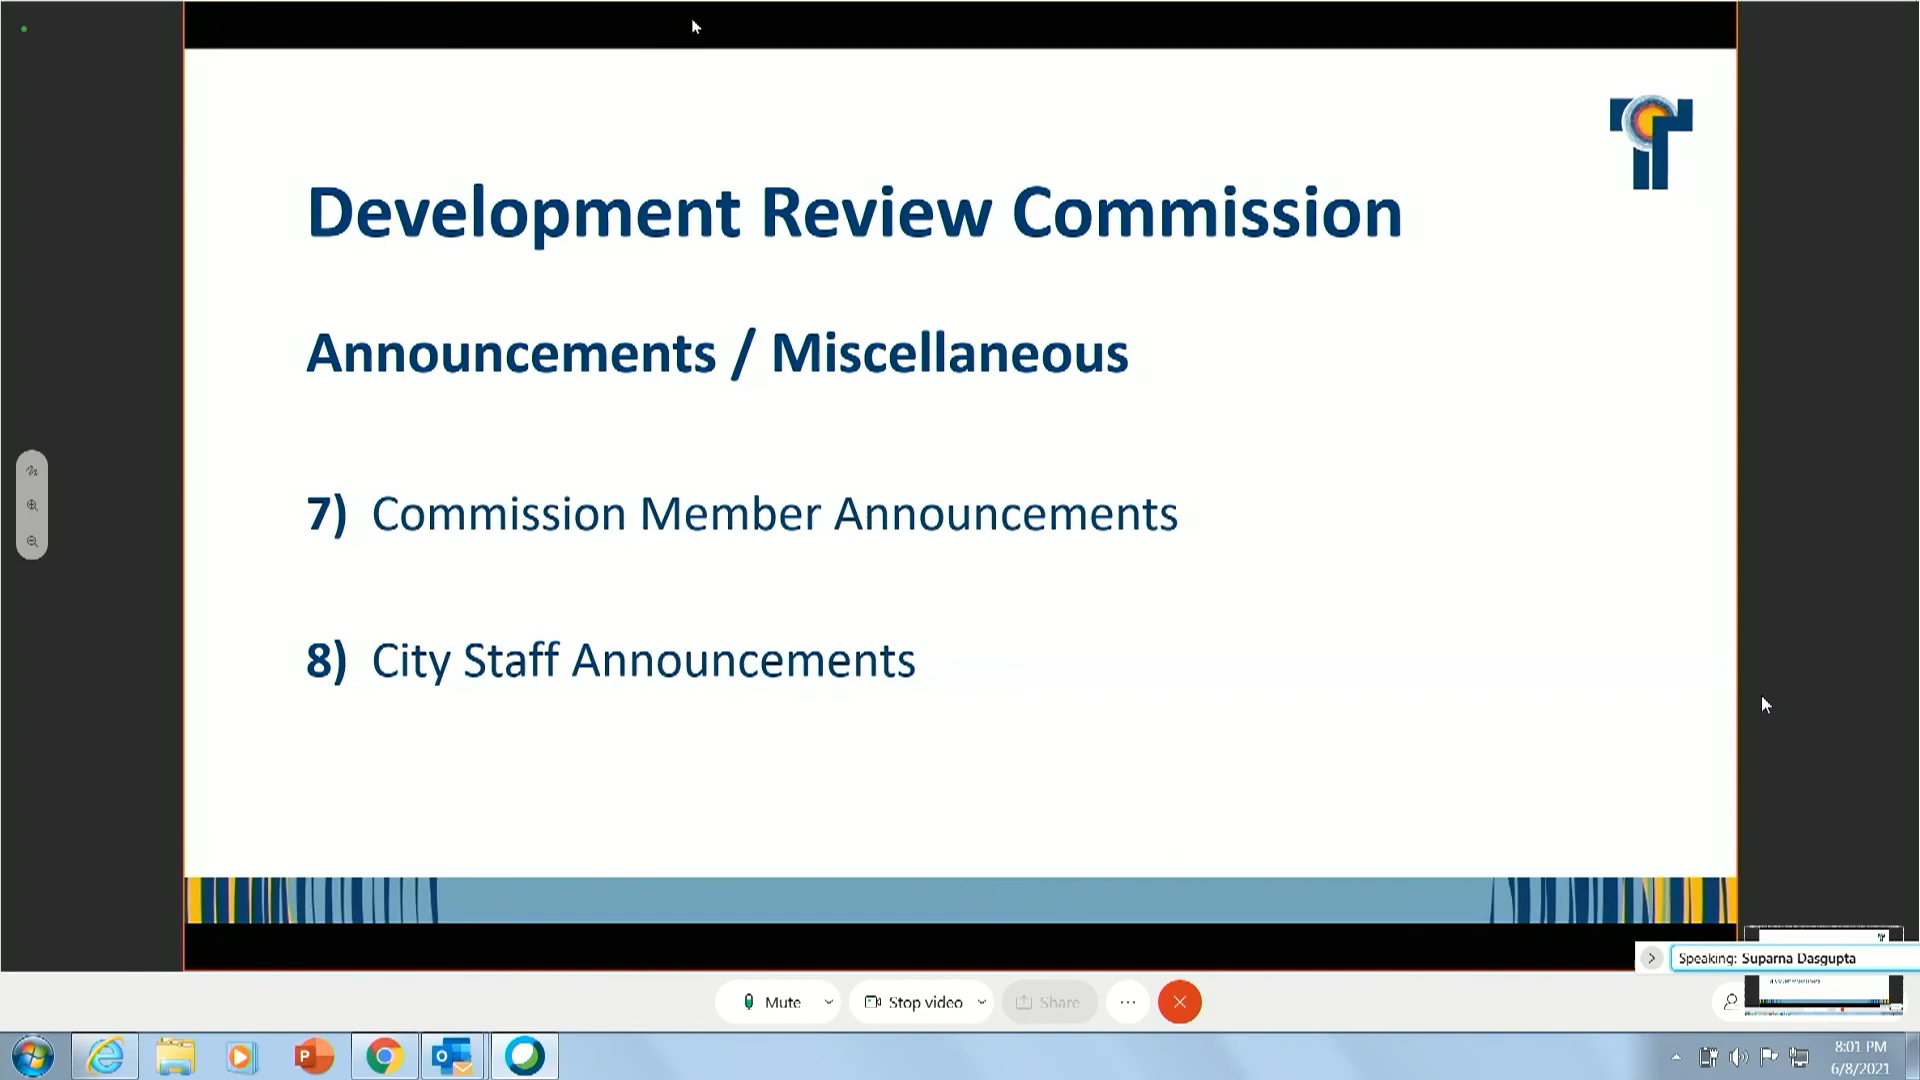 Development Review Commission
Announcements / Miscellaneous
7) Commission Member Announcements
8) City Staff Announcements
Speaking: Suparna Dasgupta
Mute
Stop video
Share
8:01 PM
6/8/2021